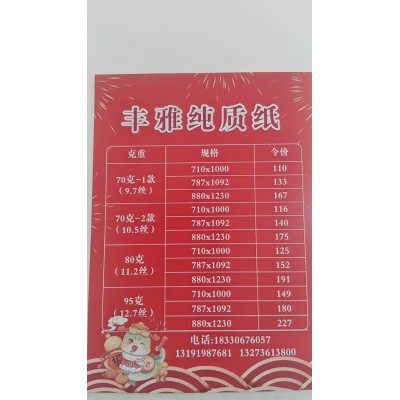 丰雅纯质纸
克重 规格 令价
70克-1款
(9.7丝)
710x1000 110
787x1092 133
880x1230 167
70克-2款
(10.5丝)
710x1000 116
787x1092 140
880x1230 175
80克
(11.2丝)
710x1000 125
787x1092 152
880x1230 191
95克
(12.7丝)
710x1000 149
787x1092 180
880x1230 227
电话:18330676057
13191987681 13273613800